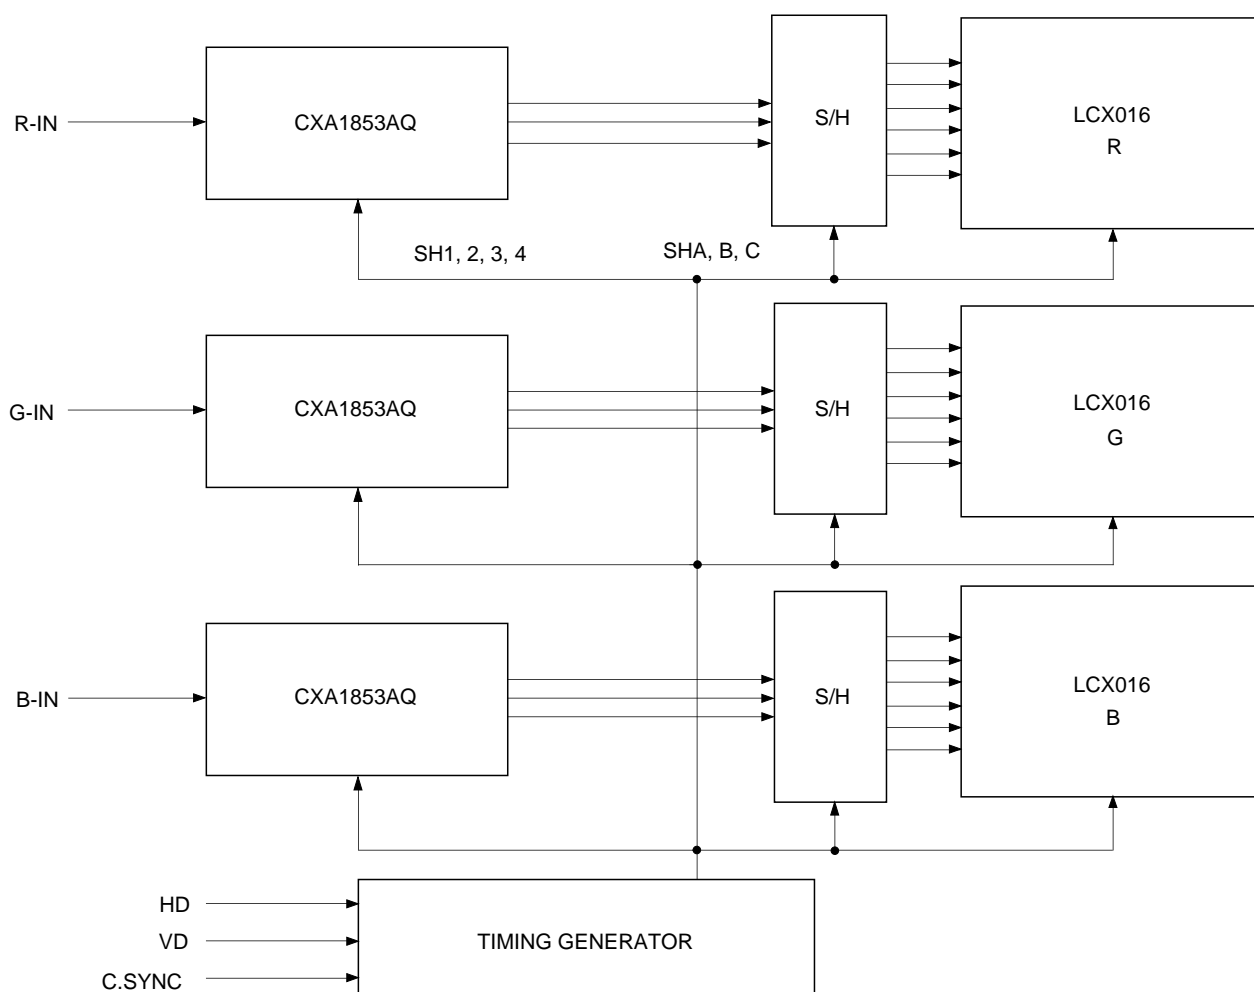 R-IN
CXA1853AQ
S/H
LCX016
R
SH1, 2, 3, 4
SHA, B, C
G-IN
CXA1853AQ
S/H
LCX016
G
B-IN
CXA1853AQ
S/H
LCX016
B
HD
VD
C.SYNC
TIMING GENERATOR